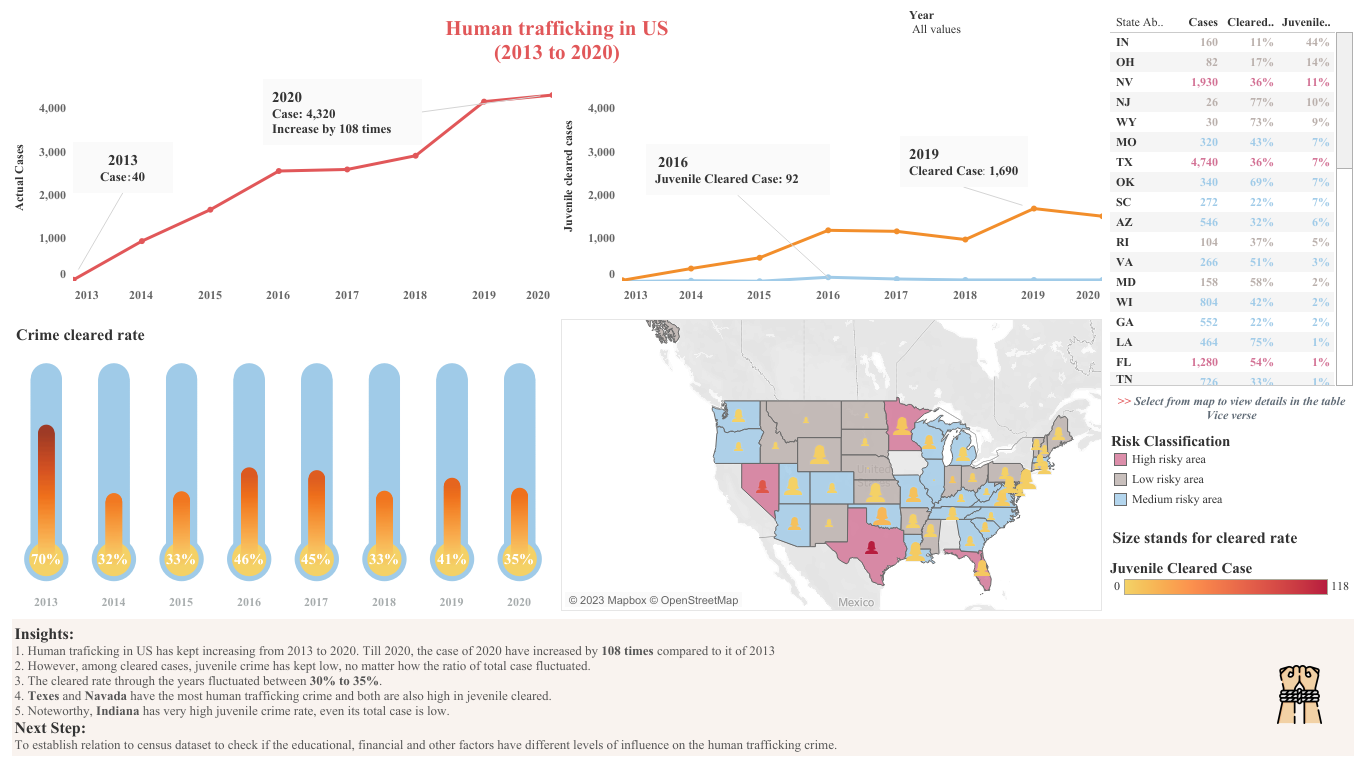 Human trafficking in US
(2013 to 2020)
Year
All values
Actual Cases
4,000
3,000
2,000
1,000
0
2013
Case:40
2020
Case: 4,320
Increase by 108 times
2013 2014 2015 2016 2017 2018 2019 2020
Juvenile cleared cases
4,000
3,000
2,000
1,000
0
2016
Juvenile Cleared Case: 92
2019
Cleared Case: 1,690
2013 2014 2015 2016 2017 2018 2019 2020
State Ab.. Cases Cleared.. Juvenile..
IN 160 11% 44%
OH 82 17% 14%
NV 1,930 36% 11%
NJ 26 77% 10%
WY 30 73% 9%
MO 320 43% 7%
TX 4,740 36% 7%
OK 340 69% 7%
SC 272 22% 7%
AZ 546 32% 6%
RI 104 37% 5%
VA 266 51% 3%
MD 158 58% 2%
WI 804 42% 2%
GA 552 22% 2%
LA 464 75% 1%
FL 1,280 54% 1%
TN 726 33% 1%
>> Select from map to view details in the table
Vice verse
Crime cleared rate
70% 32% 33% 46% 45% 33% 41% 35%
2013 2014 2015 2016 2017 2018 2019 2020
United
Mexico
© 2023 Mapbox © OpenStreetMap
Risk Classification
High risky area
Low risky area
Medium risky area
Size stands for cleared rate
Juvenile Cleared Case
0 118
Insights:
1. Human traficking in US has kept increasing from 2013 to 2020. Till 2020, the case of 2020 have increased by 108 times compared to it of 2013
2. However, among cleared cases, juvenile crime has kept low, no matter how the ratio of total case fluctuated.
3. The cleared rate through the years fluctuated between 30% to 35%.
4. Texes and Navada have the most human trafficking crime and both are also high in jevenile cleared.
5. Noteworthy, Indiana has very high juvenile crime rate, even its total case is low.
Next Step:
To establish relation to census dataset to check if the educational, financial and other factors have different levels of influence on the human trafficking crime.